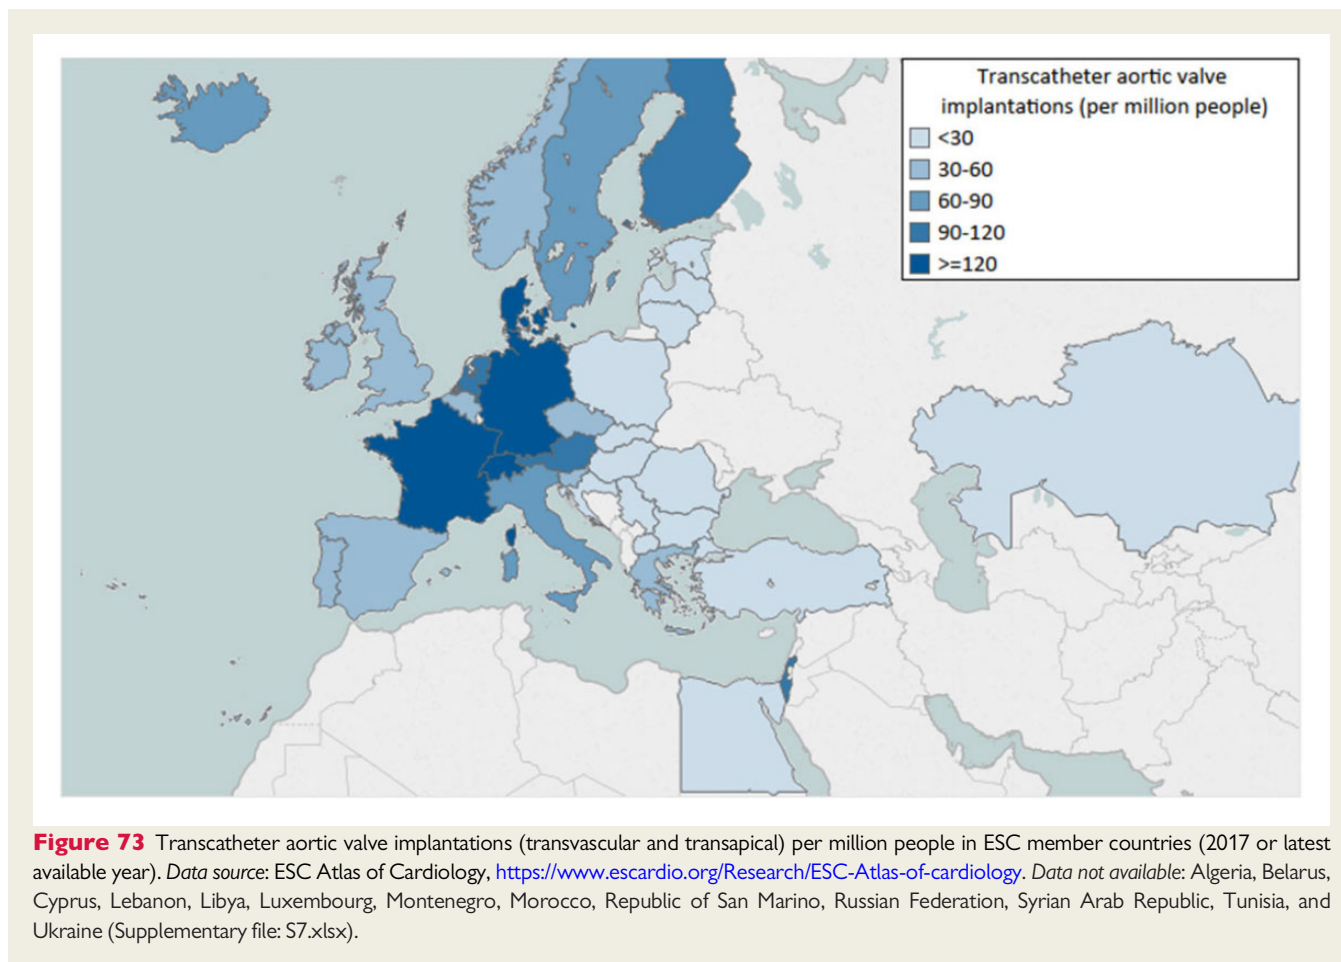 Transcatheter aortic valve
implantations (per million people)
<30
30-60
60-90
90-120
>=120
Figure 73 Transcatheter aortic valve implantations (transvascular and transapical) per million people in ESC member countries (2017 or latest
available year). Data source: ESC Atlas of Cardiology, https://www.escardio.org/Research/ESC-Atlas-of-cardiology. Data not available: Algeria, Belarus,
Cyprus, Lebanon, Libya, Luxembourg, Montenegro, Morocco, Republic of San Marino, Russian Federation, Syrian Arab Republic, Tunisia, and
Ukraine (Supplementary file: S7.xlsx).